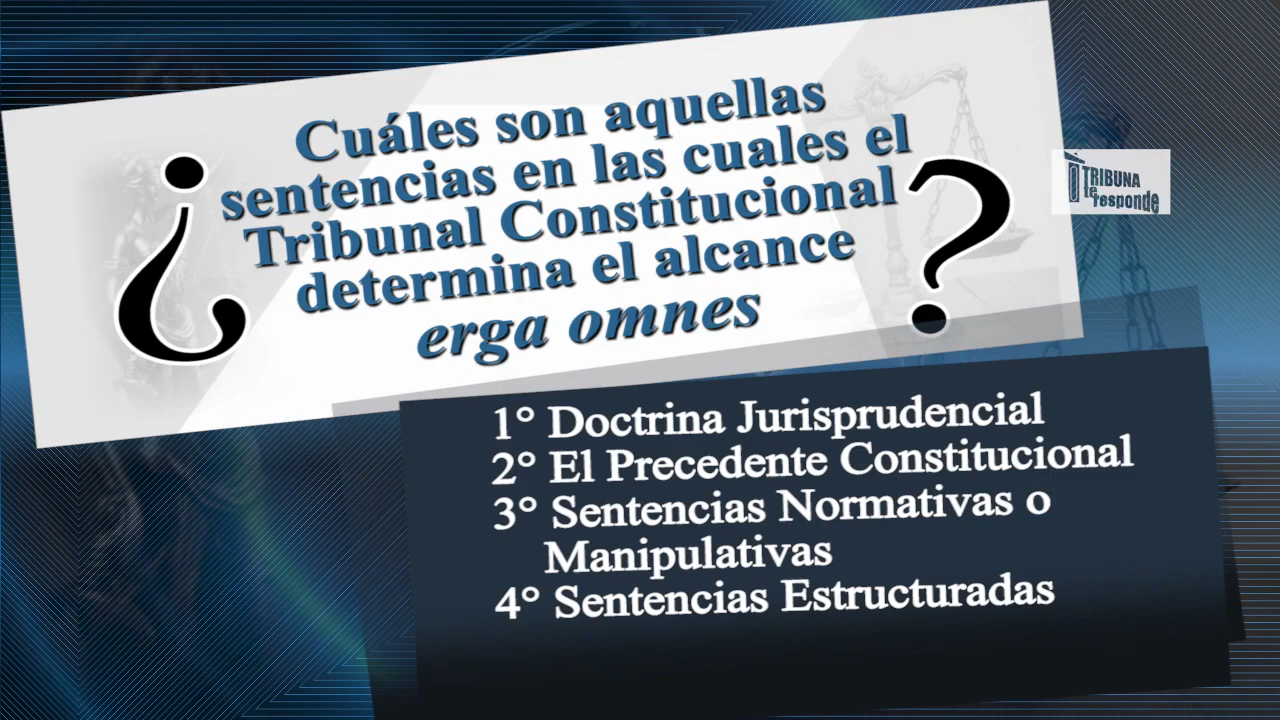 ¿Cuáles son aquellas
sentencias en las cuales el
Tribunal Constitucional
determina el alcance
erga omnes?
TRIBUNA
te
responde
1° Doctrina Jurisprudencial
2° El Precedente Constitucional
3° Sentencias Normativas o
Manipulativas
4° Sentencias Estructuradas